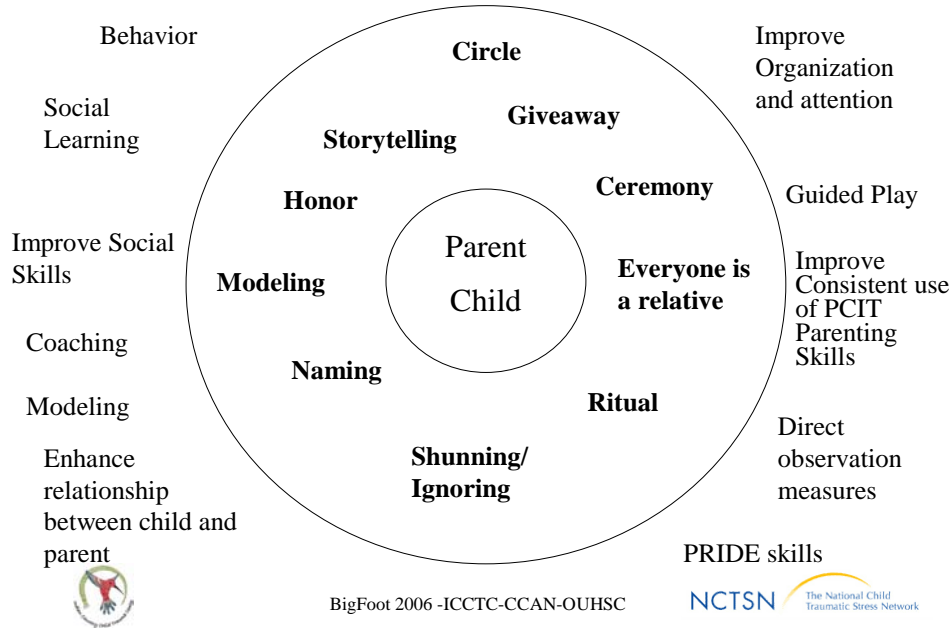 Behavior
Social
Learning
Improve Social
Skills
Coaching
Modeling
Enhance
relationship
between child and
parent
Circle
Giveaway
Storytelling
Ceremony
Honor
Modeling
Everyone is
a relative
Naming
Ritual
Shunning/
Ignoring
Parent
Child
Improve
Organization
and attention
Guided Play
Improve
Consistent use
of PCIT
Parenting
Skills
Direct
observation
measures
PRIDE skills
BigFoot 2006 -ICCTC-CCAN-OUHSC
NCTSN
The National Child
Traumatic Stress Network